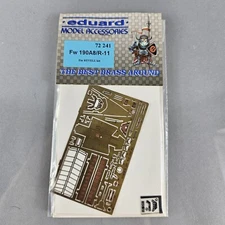 eduard
MODEL ACCESSORIES
72 241
Fw 190A8/R-11
THE BEST BRASS AROUND